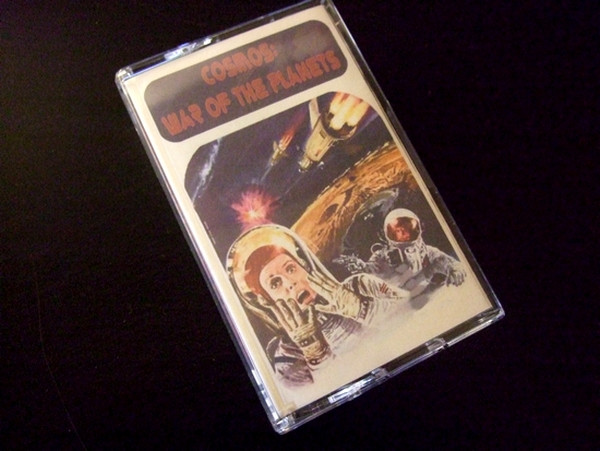 COSMOS:
WAR OF THE PLANETS